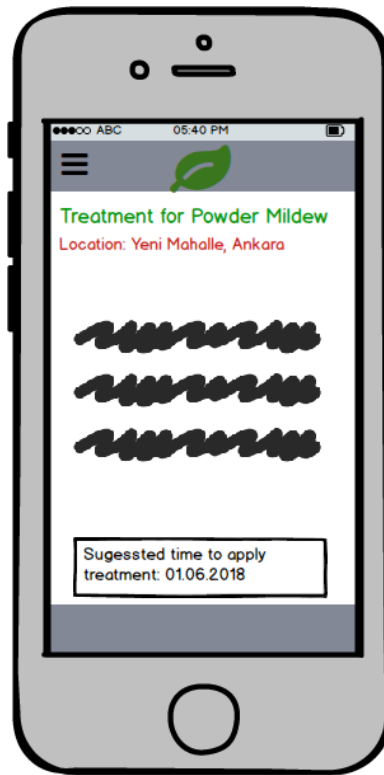 ABC 05:40 PM
Treatment for Powder Mildew
Location: Yeni Mahalle, Ankara
Sugessted time to apply
treatment: 01.06.2018